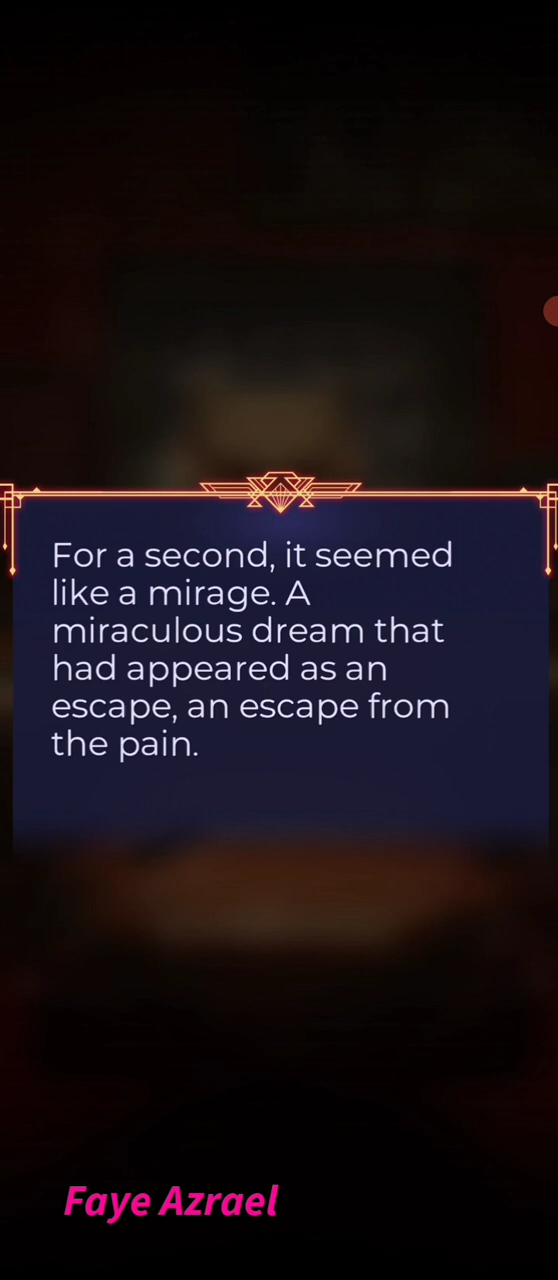 For a second, it seemed
like a mirage. A
miraculous dream that
had appeared as an
escape, an escape from
the pain.
Faye Azrael